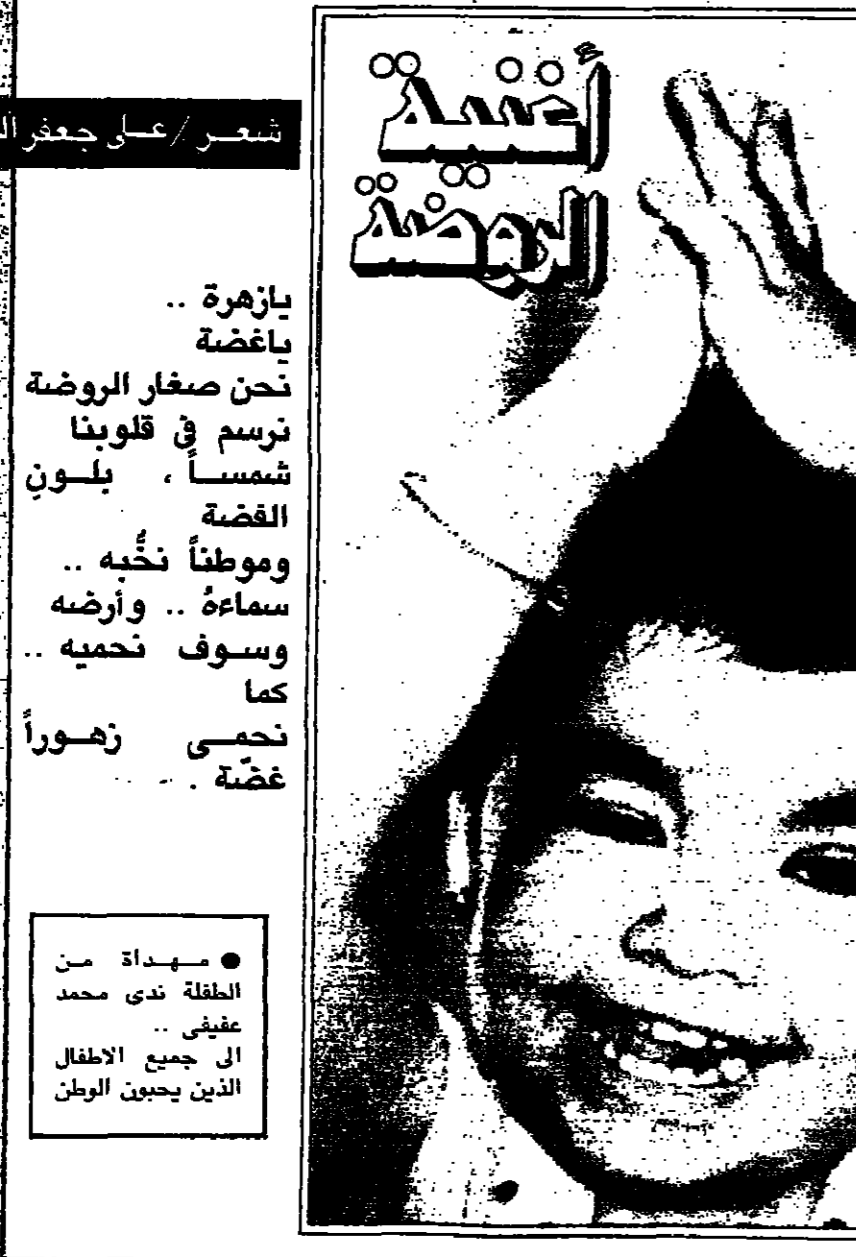 أغنية
الروضة
شعر / على جعفر
يازهرة ..
ياغضة
نحن صغار الروضة
نرسم في قلوبنا
شمساً ، بلونِ
الفضة
وموطناً نحُّبه ..
سماءهُ .. وأرضه
وسوف نحميه ..
كما
نحمى زهوراً
غضّة .
● مهداة من
الطفلة ندى محمد
عفيفى ..
الى جميع الاطفال
الذين يحبون الوطن